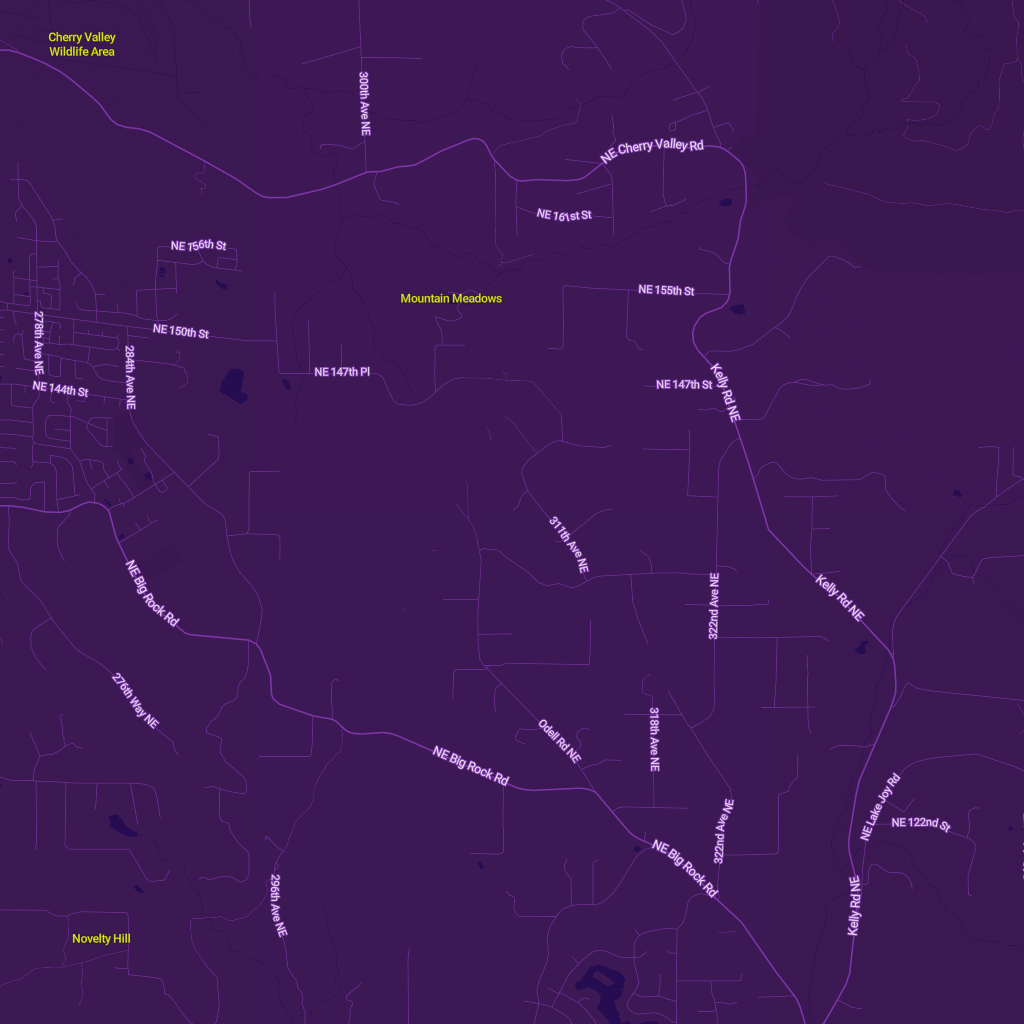 Cherry Valley
Wildlife Area
300th Ave NE
NE Cherry Valley Rd
NE 161st St
NE 156th St
NE 155th St
Mountain Meadows
278th Ave NE
NE 150th St
284th Ave NE
NE 147th Pl
NE 147th St
Kelly Rd NE
NE 144th St
311th Ave NE
NE Big Rock Rd
322nd Ave NE
Kelly Rd NE
276th Way NE
Odell Rd NE
318th Ave NE
NE Big Rock Rd
322nd Ave NE
NE Lake Joy Rd
NE 122nd St
NE Big Rock Rd
296th Ave NE
Kelly Rd NE
Novelty Hill